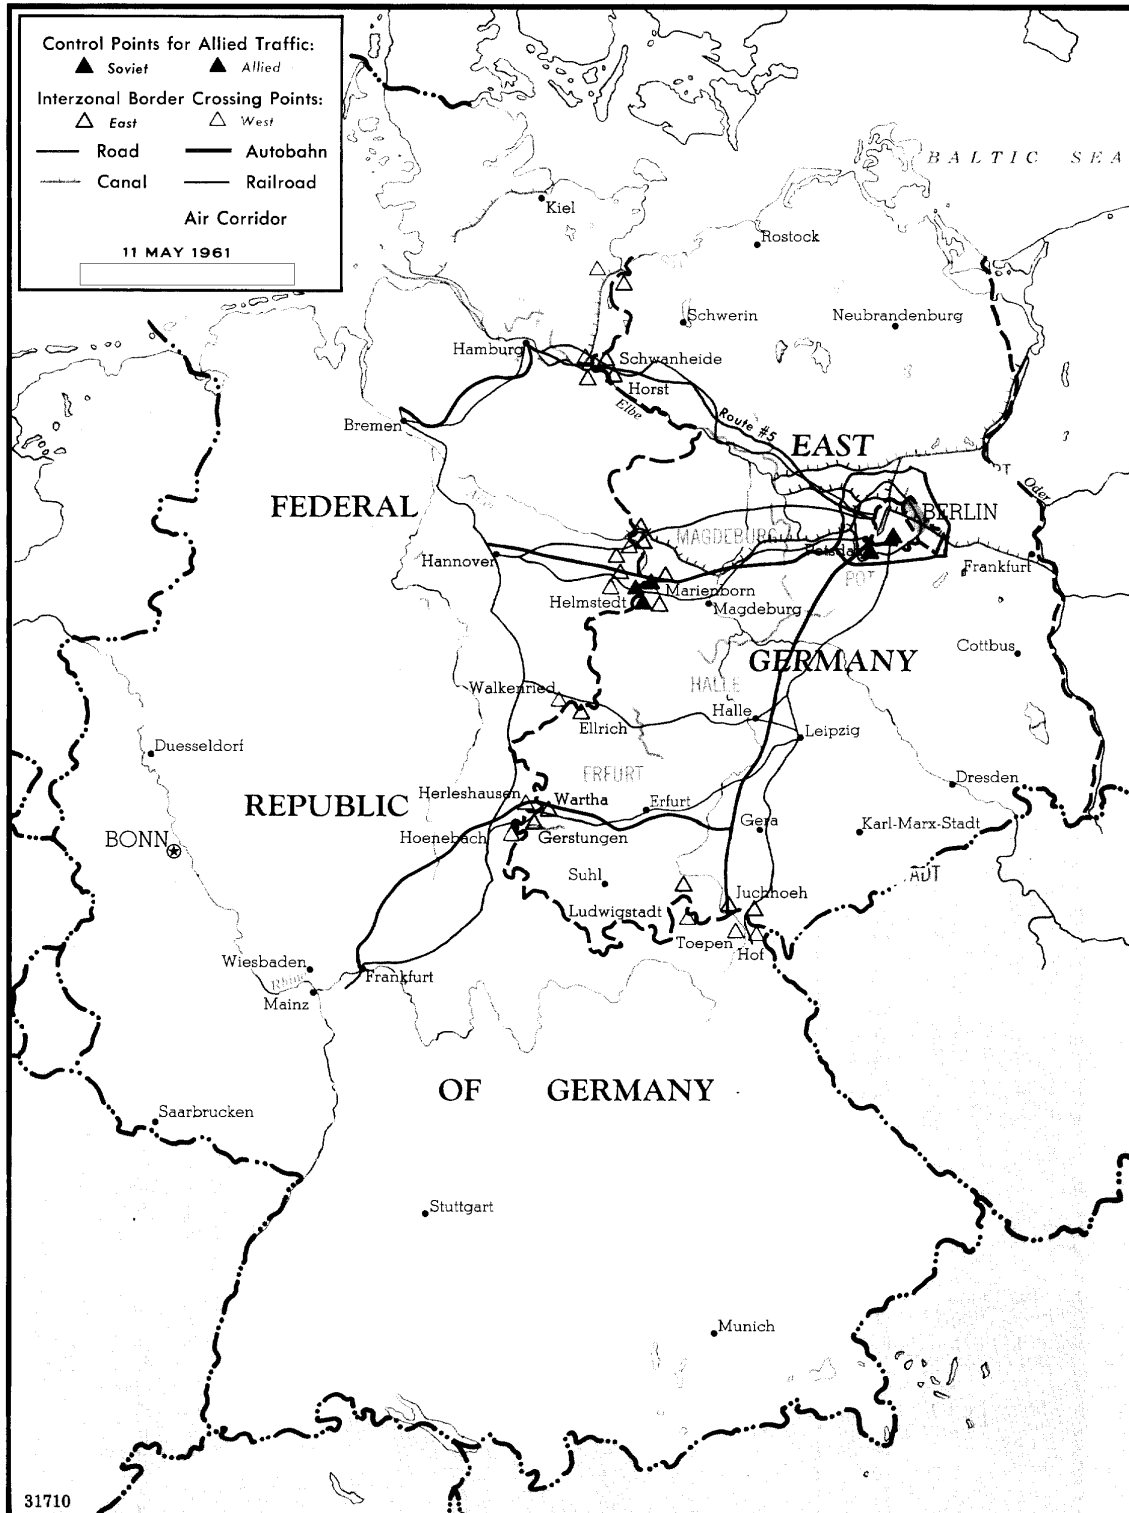 Control Points for Allied Traffic:
Soviet Allied
Interzonal Border Crossing Points:
East West
Road Autobahn
Canal Railroad
Air Corridor
11 MAY 1961
BALTIC SEA
Kiel
Rostock
Schwerin
Neubrandenburg
Hamburg
Schwanheide
Horst
Elbe
Bremen
Route #5
EAST
FEDERAL
Oder
BERLIN
MAGDEBURG
Hannover
Frankfurt
POT
Marienborn
Helmstedt
Magdeburg
Cottbus
GERMANY
HALLE
Walkenried
Halle
Ellrich
Leipzig
Duesseldorf
ERFURT
Dresden
Herleshausen
Wartha
Erfurt
REPUBLIC
Gera
Karl-Marx-Stadt
BONN
Hoenebach
Gerstungen
ADT
Suhl
Juchhoeh
Ludwigstadt
Toepen
Hof
Wiesbaden
Rhine
Frankfurt
Mainz
OF GERMANY
Saarbrucken
Stuttgart
Munich
31710